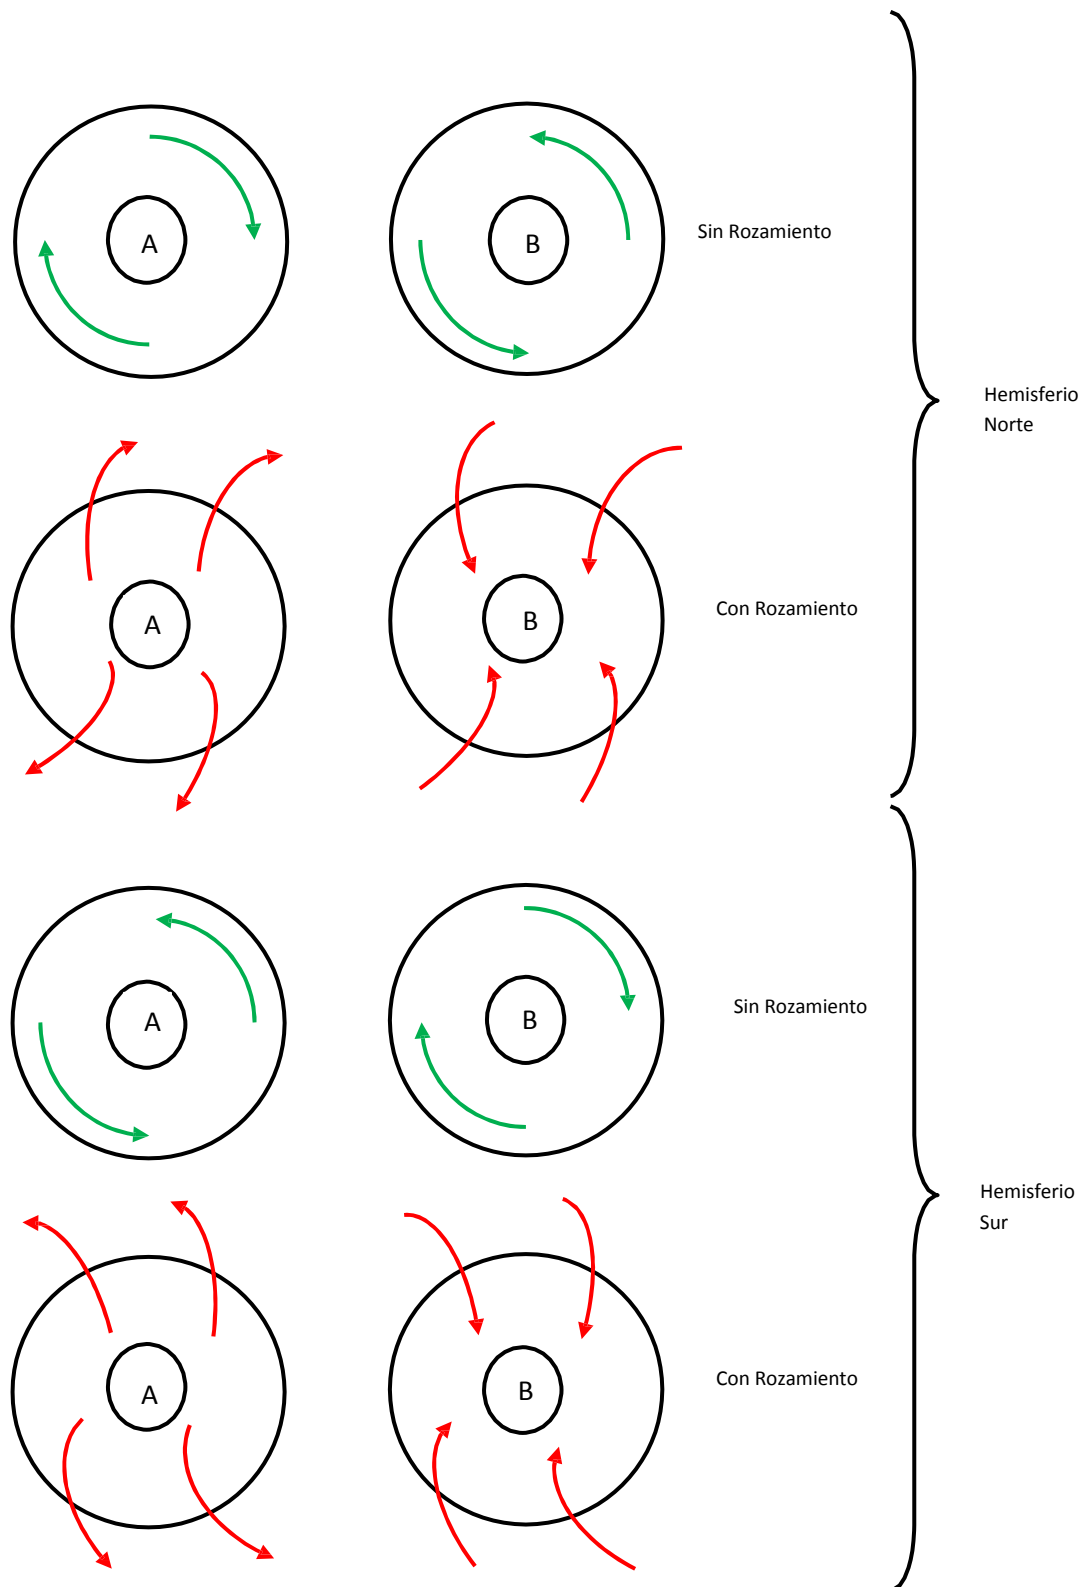 A
B
Sin Rozamiento
Hemisferio
Norte
A
B
Con Rozamiento
A
B
Sin Rozamiento
Hemisferio
Sur
A
B
Con Rozamiento